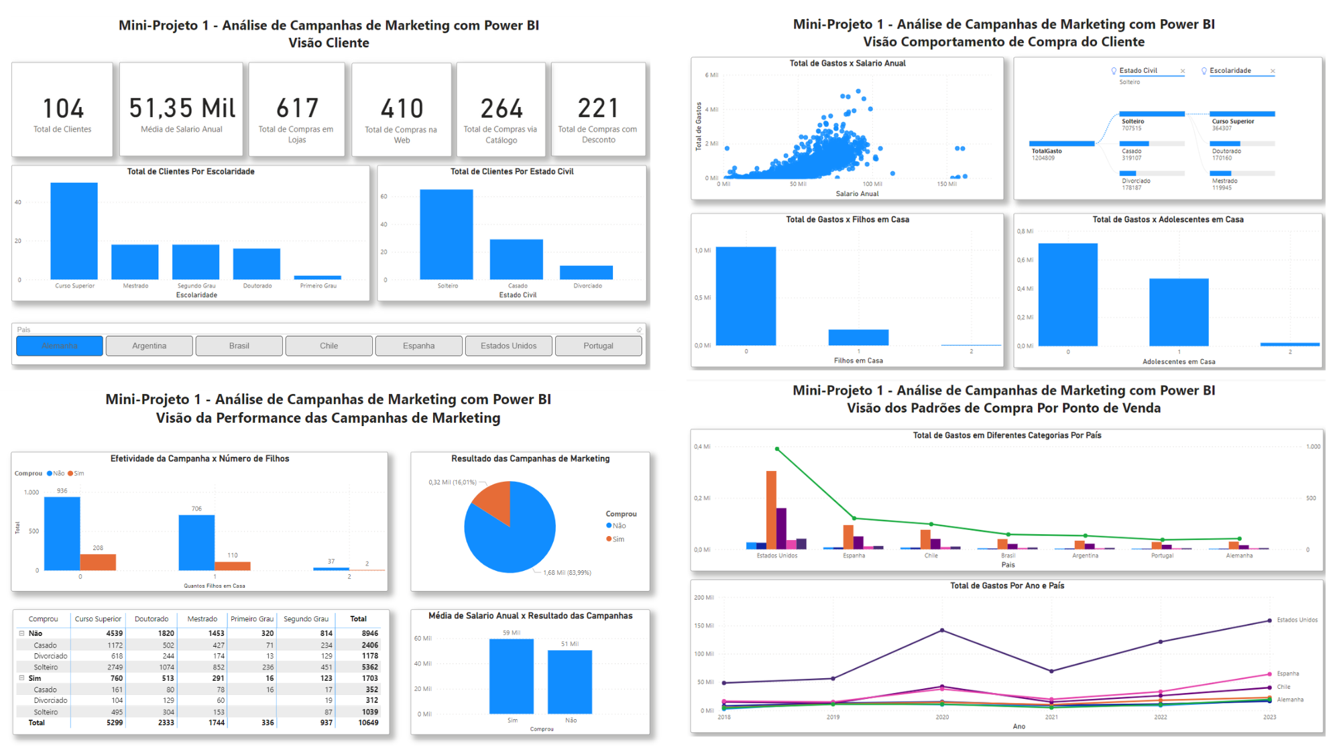 Mini-Projeto 1 - Análise de Campanhas de Marketing com Power BI
Visão Cliente
104
Total de Clientes
51,35 Mil
Média de Salario Anual
617
Total de Compras em
Lojas
410
Total de Compras na
Web
264
Total de Compras via
Catálogo
221
Total de Compras com
Desconto
Total de Clientes Por Escolaridade
40
20
0
Curso Superior Mestrado Segundo Grau Doutorado Primeiro Grau
Escolaridade
Total de Clientes Por Estado Civil
60
40
20
0
Solteiro Casado Divorciado
Estado Civil
País
Alemanha Argentina Brasil Chile Espanha Estados Unidos Portugal
Mini-Projeto 1 - Análise de Campanhas de Marketing com Power BI
Visão Comportamento de Compra do Cliente
Total de Gastos x Salario Anual
Total de Gastos
6 Mil
4 Mil
2 Mil
0 Mil
0 Mil 50 Mil 100 Mil 150 Mil
Salario Anual
Estado Civil Escolaridade
Solteiro
TotalGasto
1204809
Solteiro
707515
Casado
319107
Divorciado
178187
Curso Superior
364337
Doutorado
170160
Mestrado
119945
Total de Gastos x Filhos em Casa
1,0 Mi
0,5 Mi
0,0 Mi
0 1 2
Filhos em Casa
Total de Gastos x Adolescentes em Casa
0,8 Mi
0,6 Mi
0,4 Mi
0,2 Mi
0,0 Mi
0 1 2
Adolescentes em Casa
Mini-Projeto 1 - Análise de Campanhas de Marketing com Power BI
Visão da Performance das Campanhas de Marketing
Efetividade da Campanha x Número de Filhos
Comprou Não Sim
Total
1.000
500
0
936 208 706 110 37 2
0 1 2
Quantos Filhos em Casa
Resultado das Campanhas de Marketing
0,32 Mil (16,01%)
1,68 Mil (83,99%)
Comprou
Não
Sim
Comprou Curso Superior Doutorado Mestrado Primeiro Grau Segundo Grau Total
Não 4539 1820 1453 320 814 8946
Casado 1172 502 427 71 234 2406
Divorciado 618 244 174 13 129 1178
Solteiro 2749 1074 852 236 451 5362
Sim 760 513 291 16 123 1703
Casado 161 80 78 16 17 352
Divorciado 104 129 60 19 312
Solteiro 495 304 153 87 1039
Total 5299 2333 1744 336 937 10649
Média de Salario Anual x Resultado das Campanhas
60 Mil
40 Mil
20 Mil
0 Mil
59 Mil 51 Mil
Sim Não
Comprou
Mini-Projeto 1 - Análise de Campanhas de Marketing com Power BI
Visão dos Padrões de Compra Por Ponto de Venda
Total de Gastos em Diferentes Categorias Por País
0,4 Mi
0,2 Mi
0,0 Mi
1.000
500
0
Estados Unidos Espanha Chile Brasil Argentina Portugal Alemanha
Pais
Total de Gastos Por Ano e País
200 Mil
150 Mil
100 Mil
50 Mil
0 Mil
Estados Unidos
Espanha
Chile
Alemanha
2018 2019 2020 2021 2022 2023
Ano